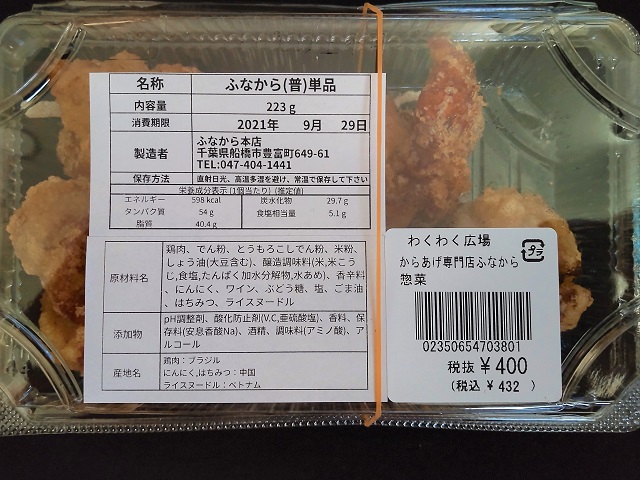 名称 ふなから(普)単品
内容量 223g
消費期限 2021年 9月 29日
製造者 ふなから本店
千葉県船橋市豊富町649-61
TEL:047-404-1441
保存方法 直射日光、高温多湿を避け、常温で保存して下さい
栄養成分表示 (1個当たり) (推定値)
エネルギー 598 kcal 炭水化物 29.7 g
タンパク質 54 g 食塩相当量 5.1 g
脂質 40.4 g
原材料名 鶏肉、でん粉、とうもろこしでん粉、米粉、
しょう油(大豆含む)、醸造調味料(米,米こう
じ,食塩,たんぱく加水分解物,水あめ)、香辛料
、にんにく、ワイン、ぶどう糖、塩、ごま油
、はちみつ、ライスヌードル
添加物 pH調整剤、酸化防止剤(V.C,亜硫酸塩)、香料、保
存料(安息香酸Na)、酒精、調味料(アミノ酸)、ア
ルコール
産地名 鶏肉：ブラジル
にんにく,はちみつ：中国
ライスヌードル：ベトナム
わくわく広場
プラ
からあげ専門店ふなから
惣菜
02350654703801
税抜 ¥400
(税込 ¥432 )